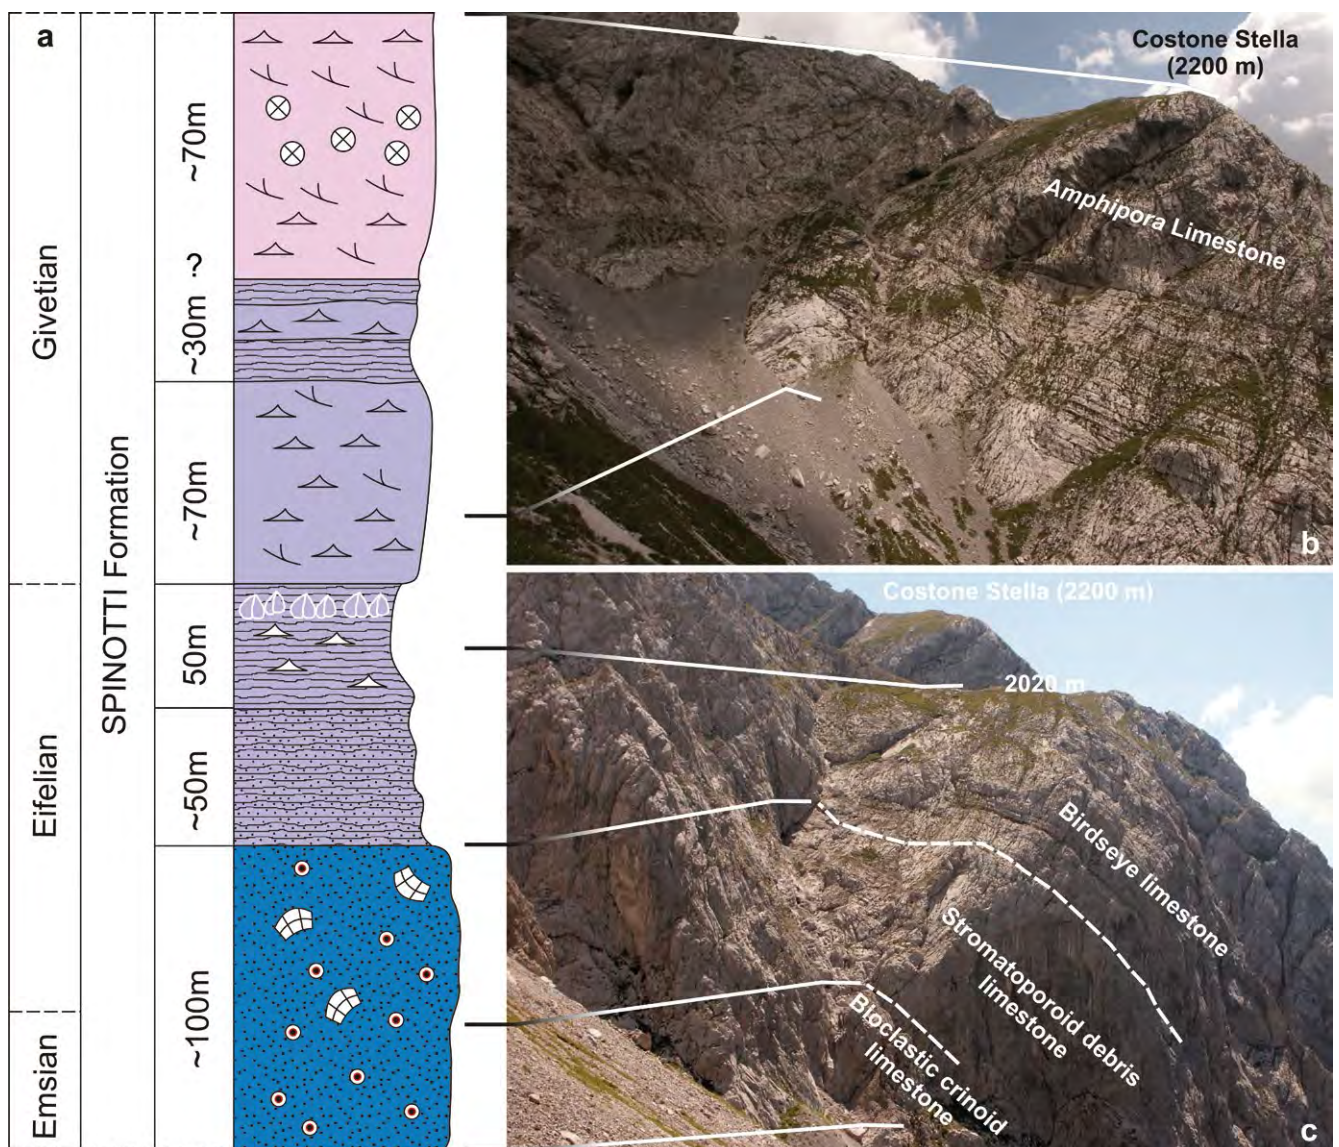 a
Givetian
Eifelian
Emsian
SPINOTTI Formation
~70m
?
~30m
~70m
50m
~50m
~100m
Costone Stella
(2200 m)
Amphipora Limestone
b
Costone Stella (2200 m)
2020 m
Birdseye limestone
Stromatoporoid debris
limestone
Bioclastic crinoid
limestone
c